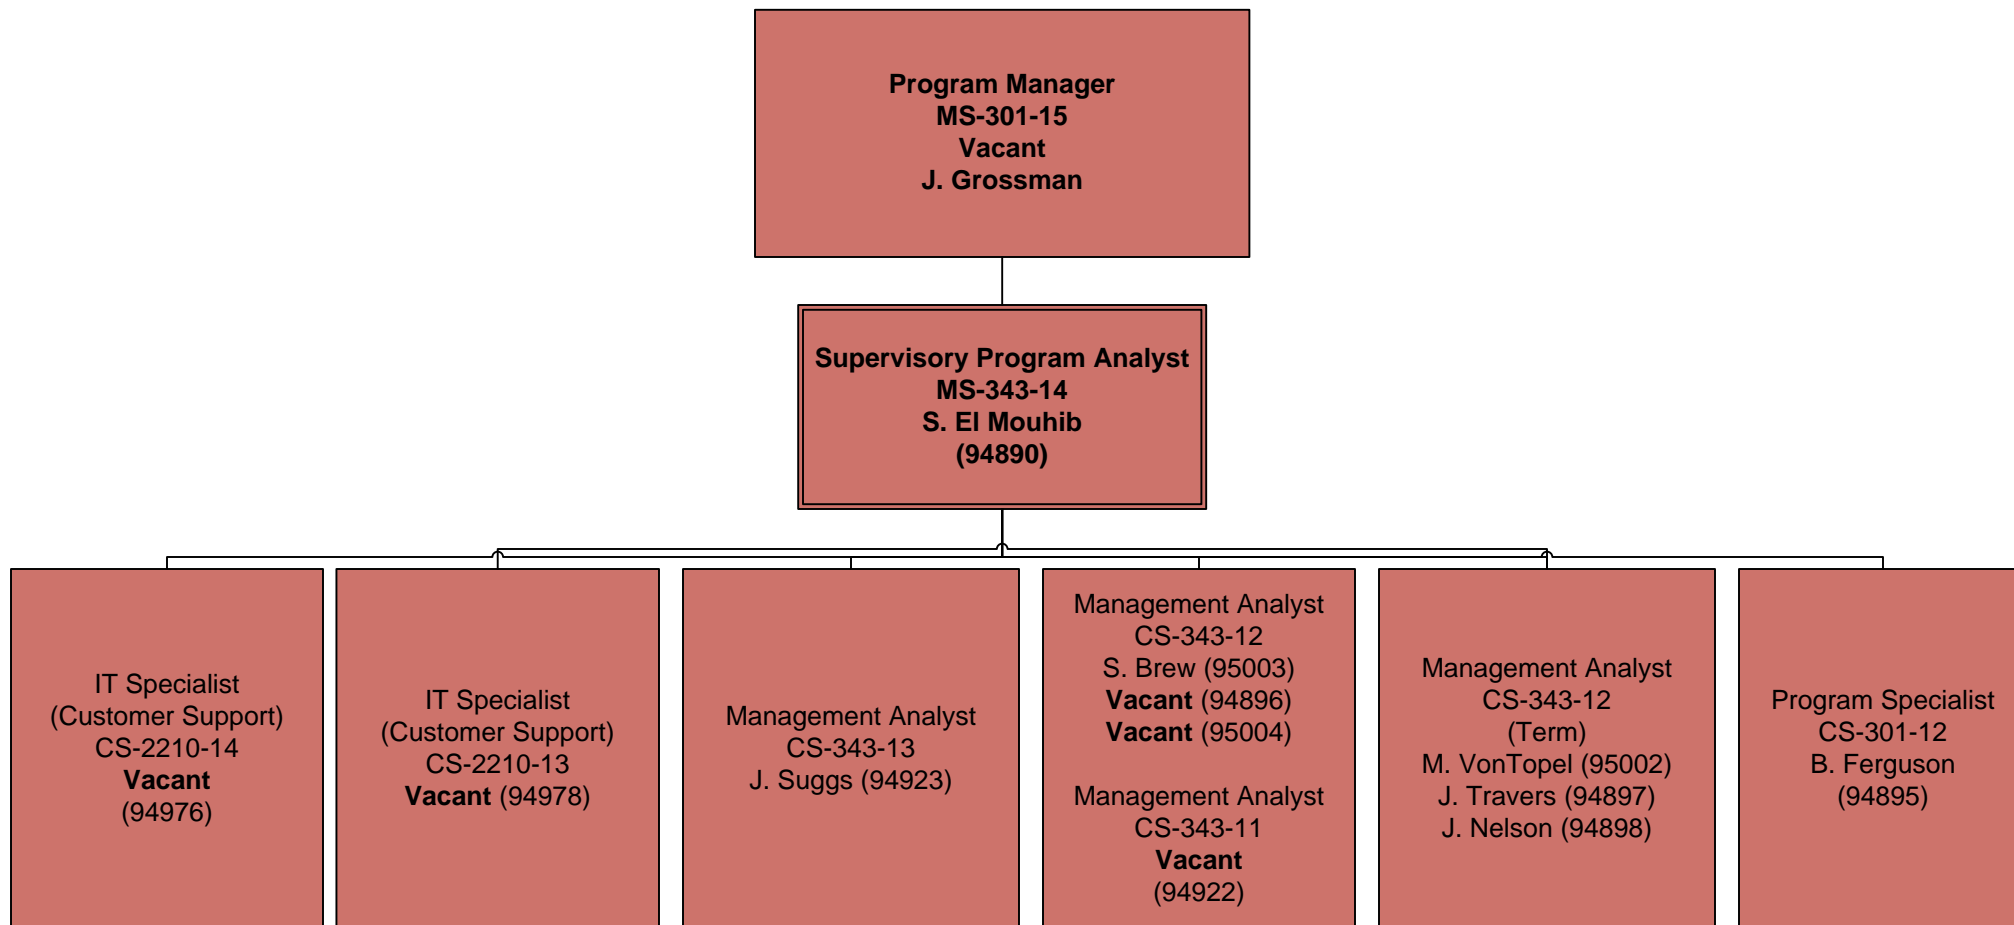 Program Manager
MS-301-15
Vacant
J. Grossman
Supervisory Program Analyst
MS-343-14
S. El Mouhib
(94890)
IT Specialist
(Customer Support)
CS-2210-14
Vacant
(94976)
IT Specialist
(Customer Support)
CS-2210-13
Vacant (94978)
Management Analyst
CS-343-13
J. Suggs (94923)
Management Analyst
CS-343-12
S. Brew (95003)
Vacant (94896)
Vacant (95004)
Management Analyst
CS-343-11
Vacant
(94922)
Management Analyst
CS-343-12
(Term)
M. VonTopel (95002)
J. Travers (94897)
J. Nelson (94898)
Program Specialist
CS-301-12
B. Ferguson
(94895)